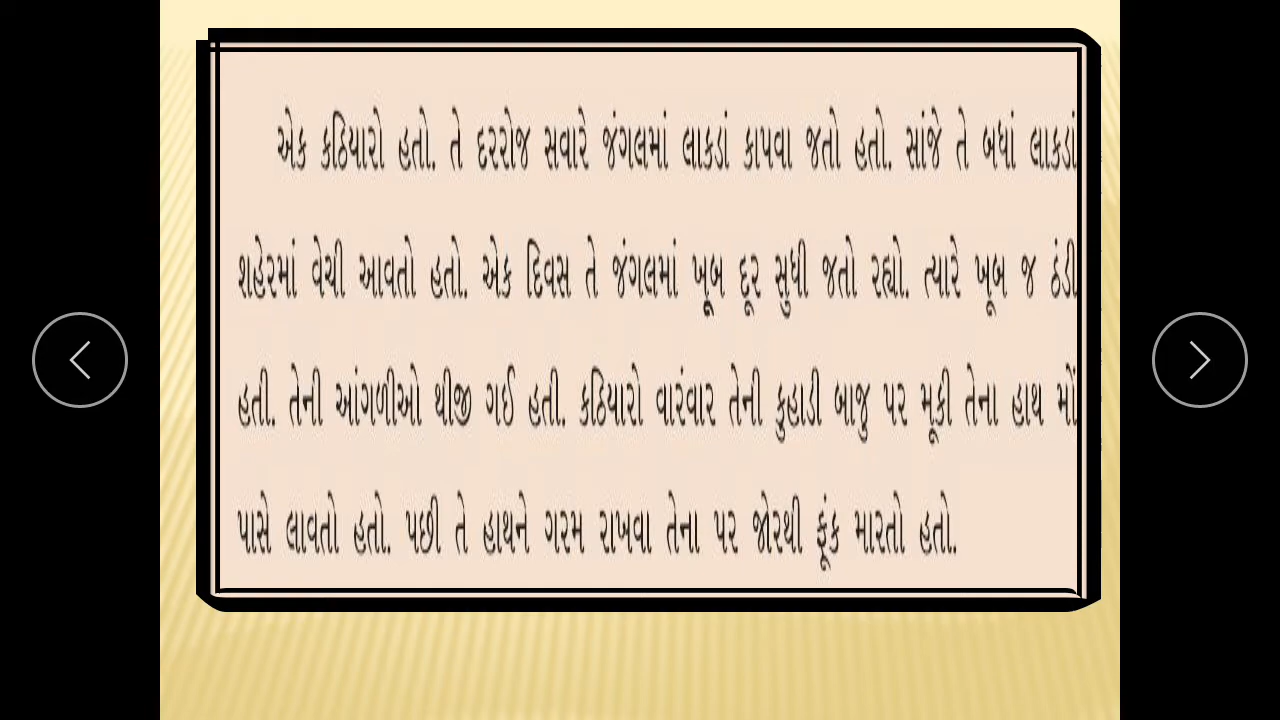 એક કઠિયારો હતો. તે દરરોજ સવારે જંગલમાં લાકડાં કાપવા જતો હતો. સાંજે તે બધાં લાકડાં
શહેરમાં વેચી આવતો હતો. એક દિવસ તે જંગલમાં ખૂબ દૂર સુધી જતો રહ્યો. ત્યારે ખૂબ જ ઠંડી
હતી. તેની આંગળીઓ થીજી ગઈ હતી. કઠિયારો વારંવાર તેની કુહાડી બાજુ પર મૂકી તેના હાથ મોં
પાસે લાવતો હતો. પછી તે હાથને ગરમ રાખવા તેના પર જોરથી ફૂંક મારતો હતો.